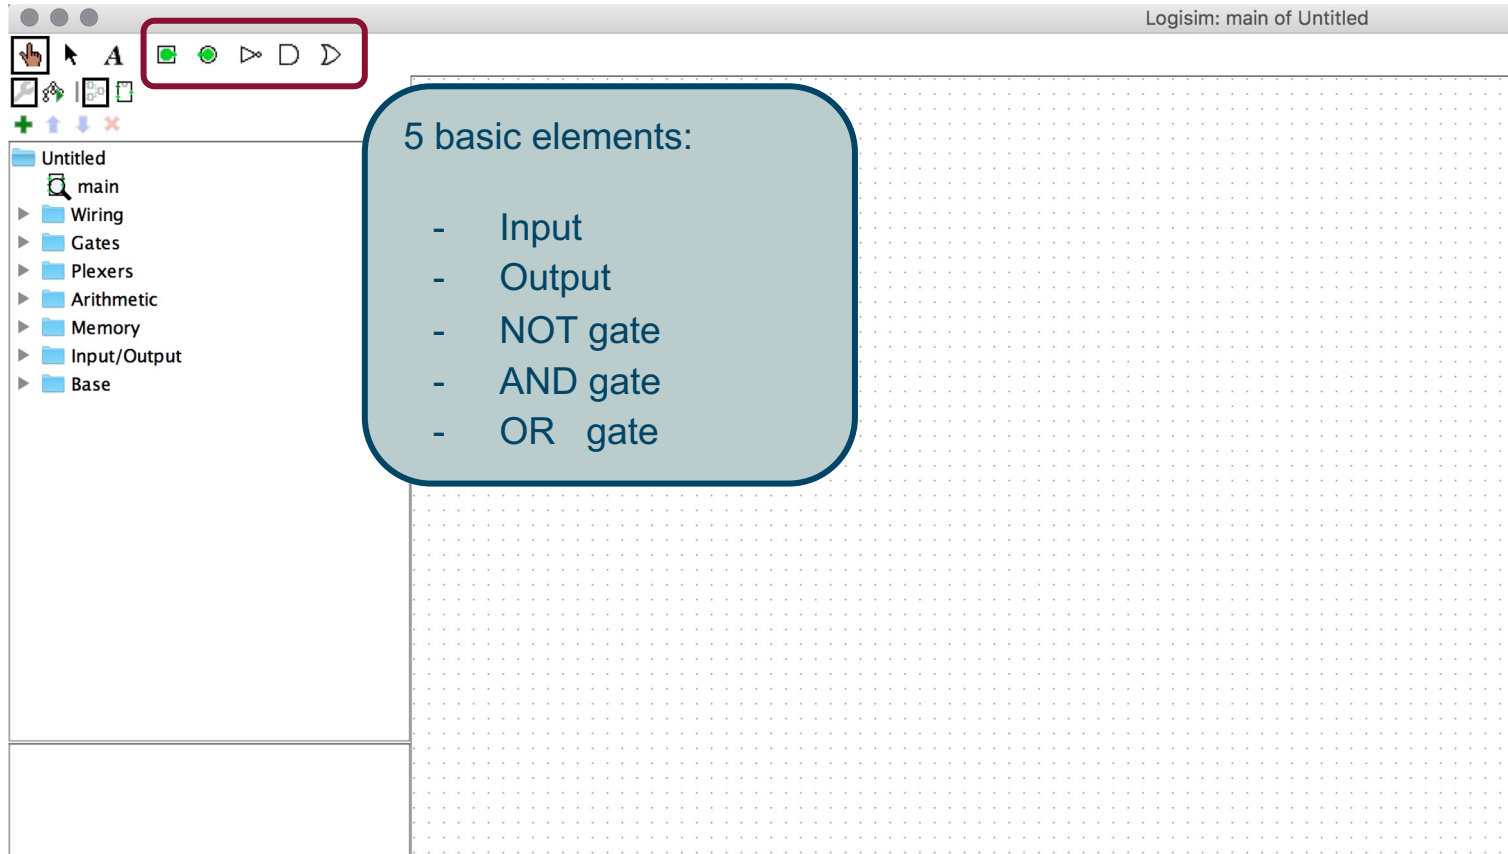 Logisim: main of Untitled
A
Untitled
main
Wiring
Gates
Plexers
Arithmetic
Memory
Input/Output
Base
5 basic elements:
- Input
- Output
- NOT gate
- AND gate
- OR gate